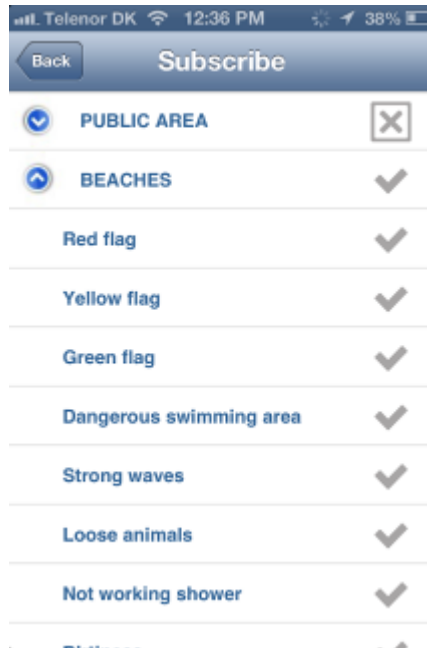 Telenor DK 12:36 PM 38%
Back Subscribe
PUBLIC AREA
BEACHES
Red flag
Yellow flag
Green flag
Dangerous swimming area
Strong waves
Loose animals
Not working shower